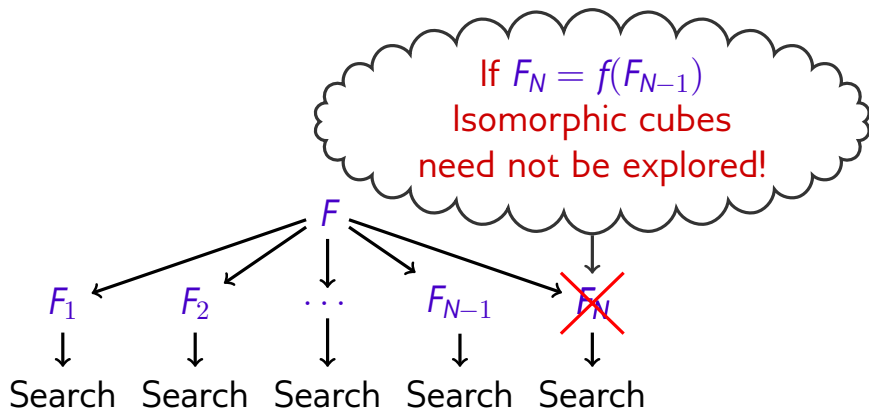 If F_N = f(F_{N−1})
Isomorphic cubes
need not be explored!
F
F_1 F_2 ⋯ F_{N−1} F_N
Search Search Search Search Search